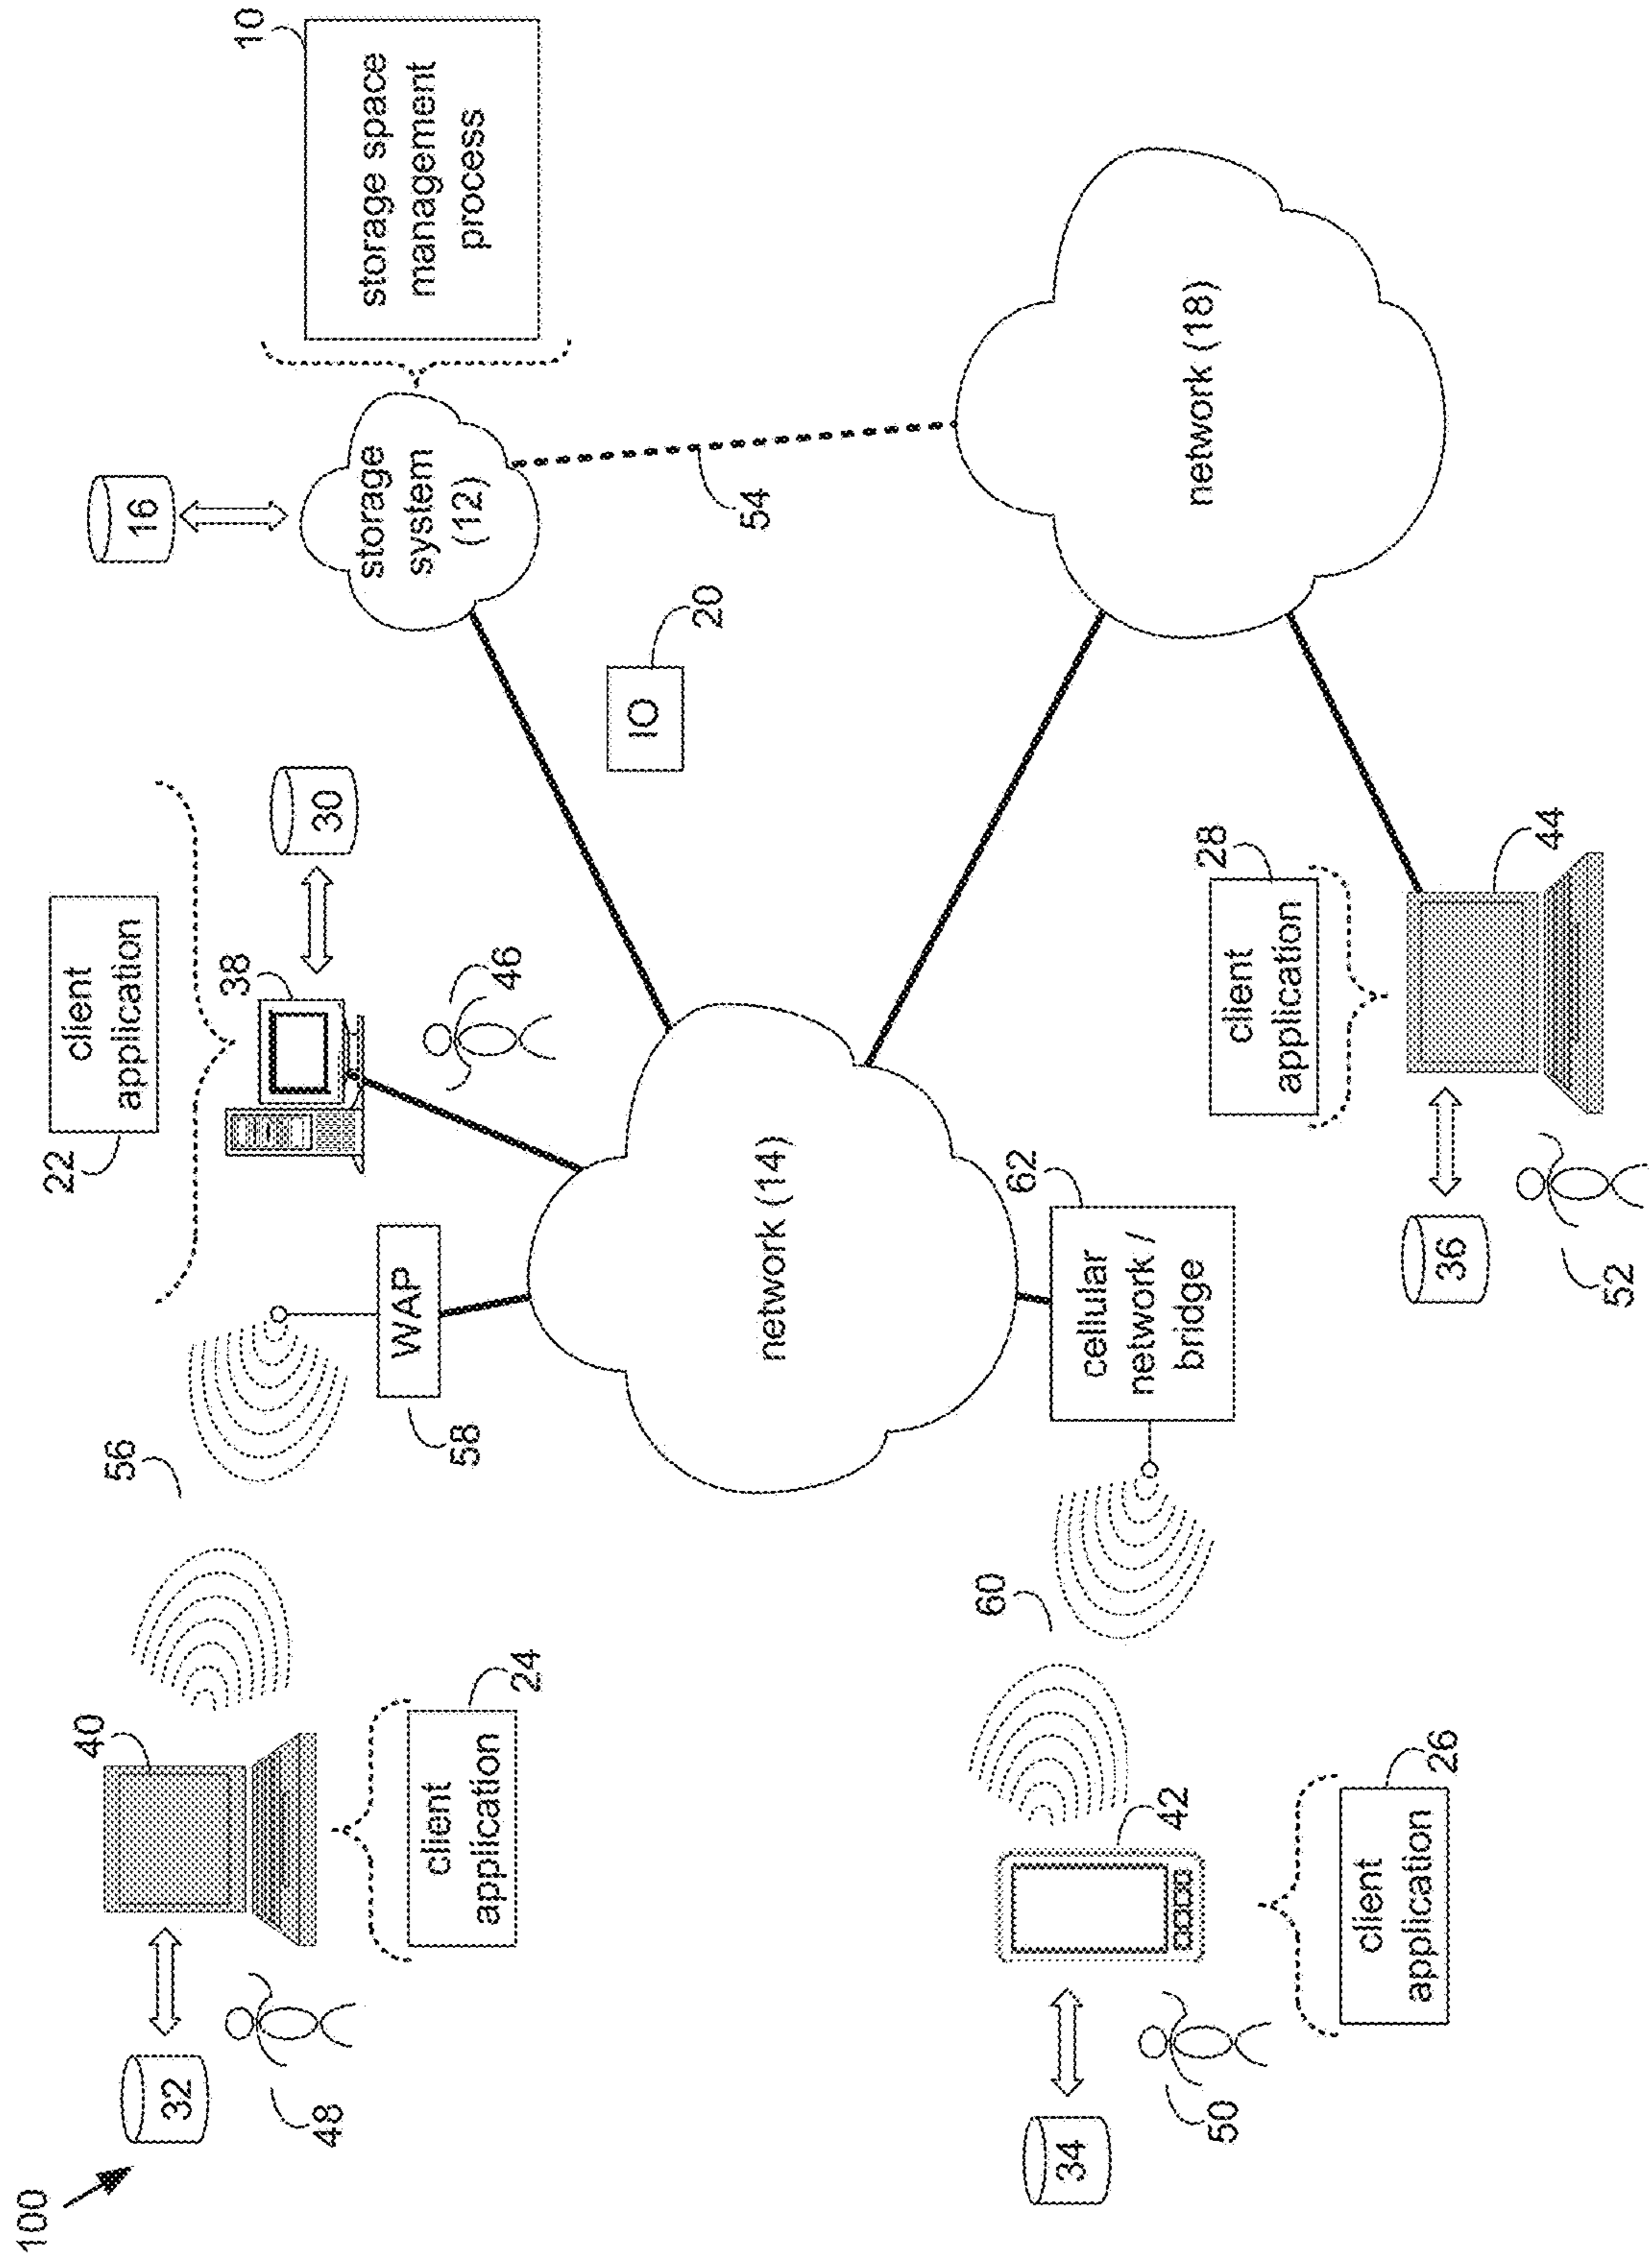 100
32
48
40
client
application
24
56
WAP
58
22
client
application
38
30
46
16
storage
system
(12)
10
storage space
management
process
IO
20
54
network (14)
network (18)
34
50
42
client
application
26
60
cellular
network /
bridge
62
28
client
application
44
36
52